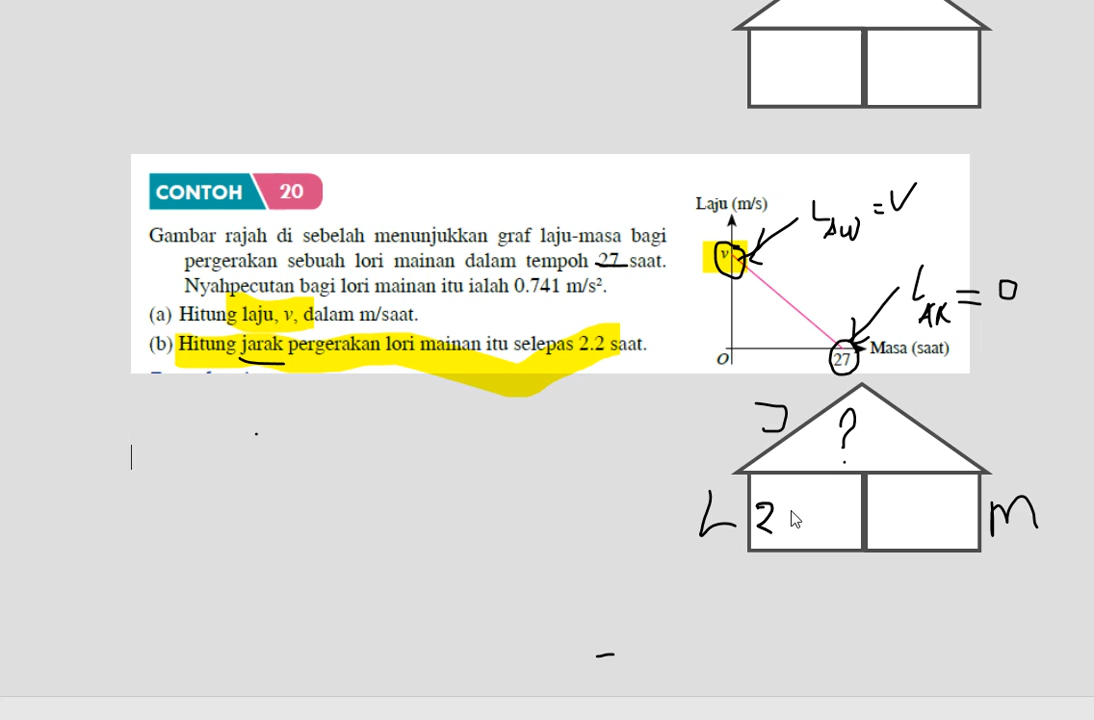 CONTOH 20
Laju (m/s)
L AW = V
Gambar rajah di sebelah menunjukkan graf laju-masa bagi
pergerakan sebuah lori mainan dalam tempoh 27 saat.
Nyahpecutan bagi lori mainan itu ialah 0.741 m/s².
(a) Hitung laju, v, dalam m/saat.
(b) Hitung jarak pergerakan lori mainan itu selepas 2.2 saat.
v
L AK = 0
O
27
Masa (saat)
J ?
L 2 M